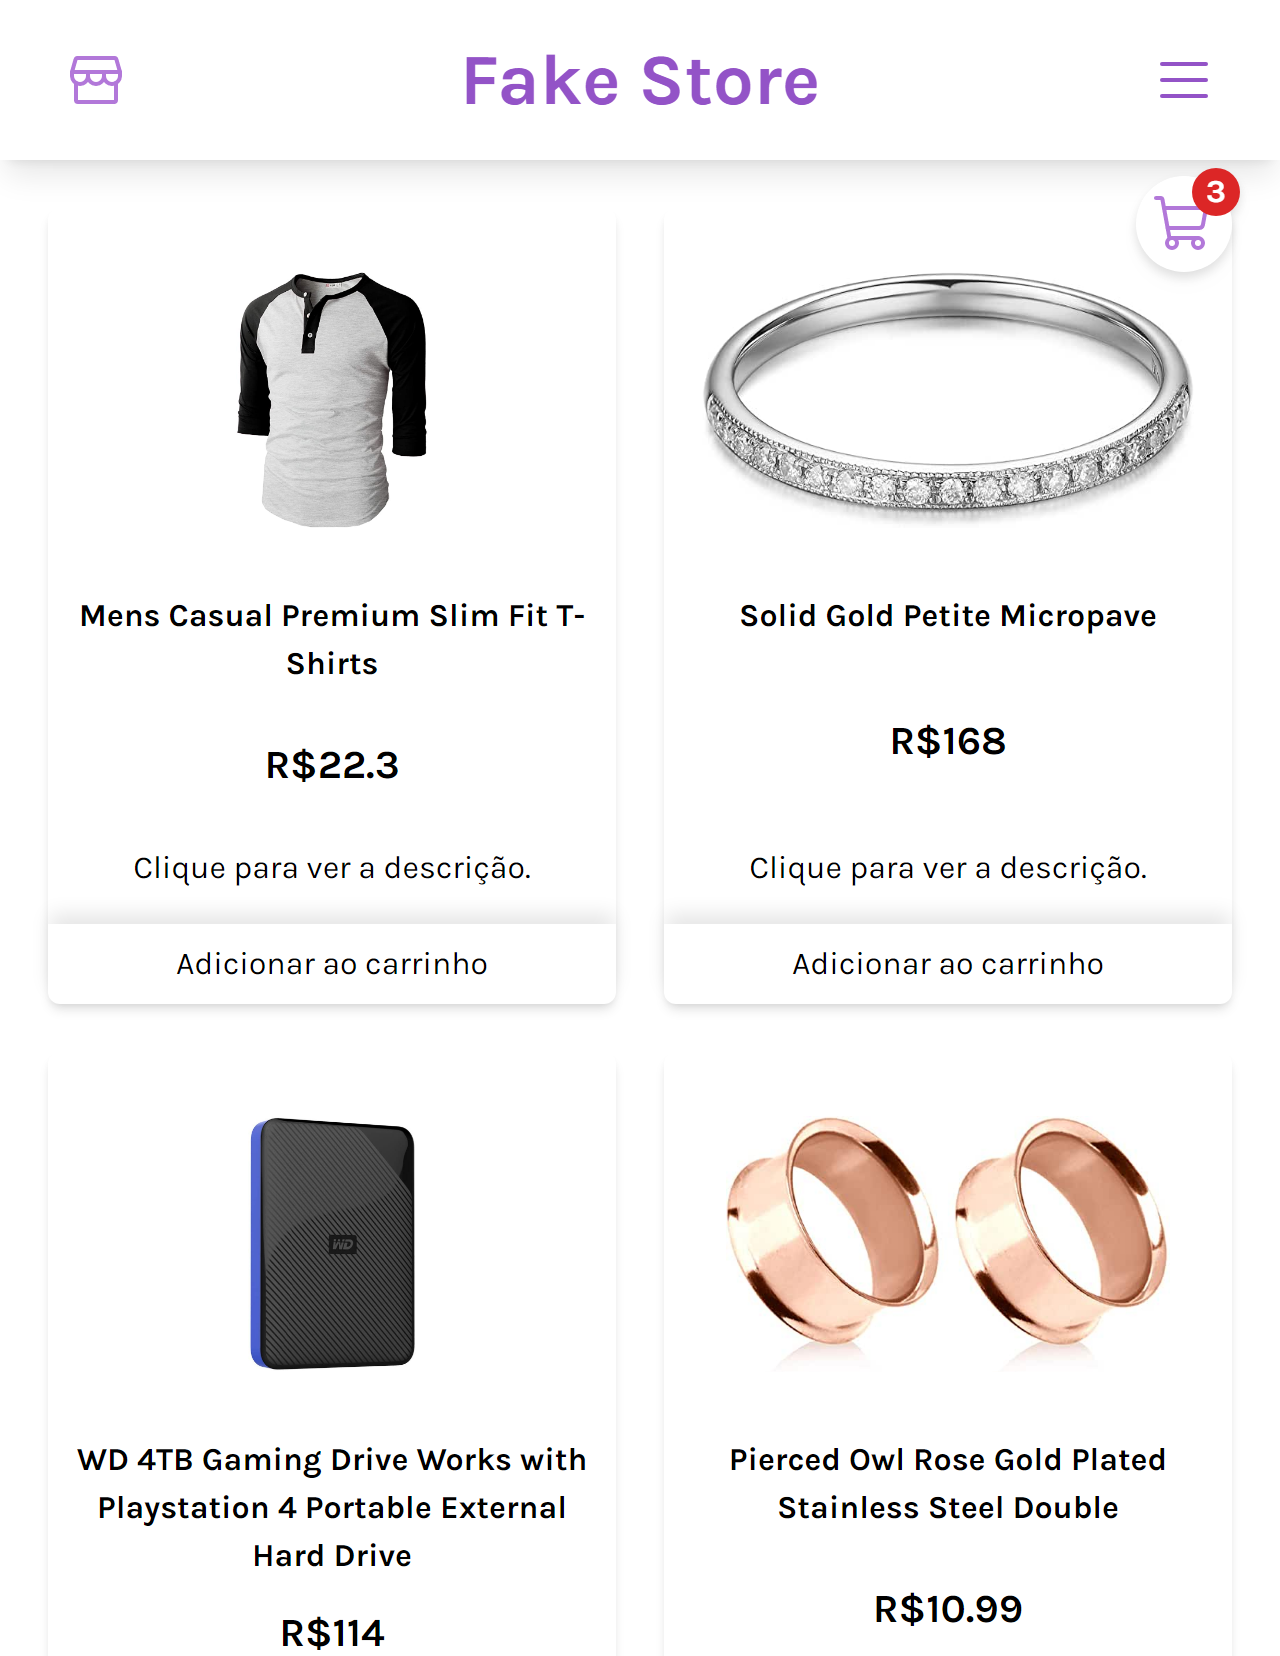 Fake Store
3
Mens Casual Premium Slim Fit T-
Shirts
R$22.3
Clique para ver a descrição.
Adicionar ao carrinho
Solid Gold Petite Micropave
R$168
Clique para ver a descrição.
Adicionar ao carrinho
WD
WD 4TB Gaming Drive Works with
Playstation 4 Portable External
Hard Drive
R$114
Pierced Owl Rose Gold Plated
Stainless Steel Double
R$10.99